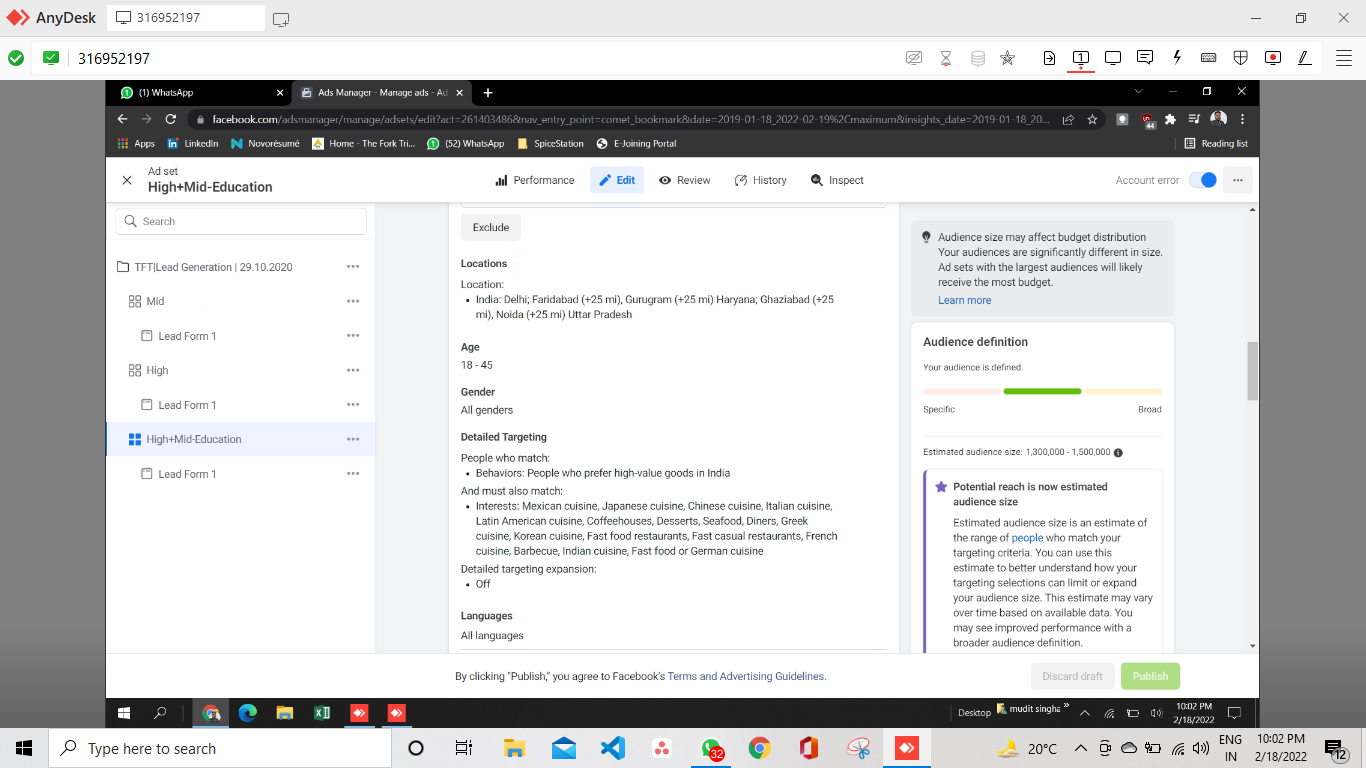 AnyDesk
316952197
316952197
(1) WhatsApp
Ads Manager - Manage ads - Ad
facebook.com/adsmanager/manage/adsets/edit?act=261403486&nav_entry_point=comet_bookmark&date=2019-01-18_2022-02-19%2Cmaximum&insights_date=2019-01-18_20...
44
Apps
LinkedIn
Novorésumé
Home - The Fork Tri...
(52) WhatsApp
SpiceStation
E-Joining Portal
Reading list
Ad set
High+Mid-Education
Performance
Edit
Review
History
Inspect
Account error
Search
TFT|Lead Generation | 29.10.2020
Mid
Lead Form 1
High
Lead Form 1
High+Mid-Education
Lead Form 1
Exclude
Locations
Location:
• India: Delhi; Faridabad (+25 mi), Gurugram (+25 mi) Haryana; Ghaziabad (+25
mi), Noida (+25 mi) Uttar Pradesh
Age
18 - 45
Gender
All genders
Detailed Targeting
People who match:
• Behaviors: People who prefer high-value goods in India
And must also match:
• Interests: Mexican cuisine, Japanese cuisine, Chinese cuisine, Italian cuisine,
Latin American cuisine, Coffeehouses, Desserts, Seafood, Diners, Greek
cuisine, Korean cuisine, Fast food restaurants, Fast casual restaurants, French
cuisine, Barbecue, Indian cuisine, Fast food or German cuisine
Detailed targeting expansion:
• Off
Languages
All languages
Audience size may affect budget distribution
Your audiences are significantly different in size.
Ad sets with the largest audiences will likely
receive the most budget.
Learn more
Audience definition
Your audience is defined.
Specific
Broad
Estimated audience size: 1,300,000 - 1,500,000
Potential reach is now estimated
audience size
Estimated audience size is an estimate of
the range of people who match your
targeting criteria. You can use this
estimate to better understand how your
targeting selections can limit or expand
your audience size. This estimate may vary
over time based on available data. You
may see improved performance with a
broader audience definition.
By clicking "Publish," you agree to Facebook's Terms and Advertising Guidelines.
Discard draft
Publish
Desktop
mudit singha
10:02 PM
2/18/2022
Type here to search
32
20°C
ENG
IN
10:02 PM
2/18/2022
12